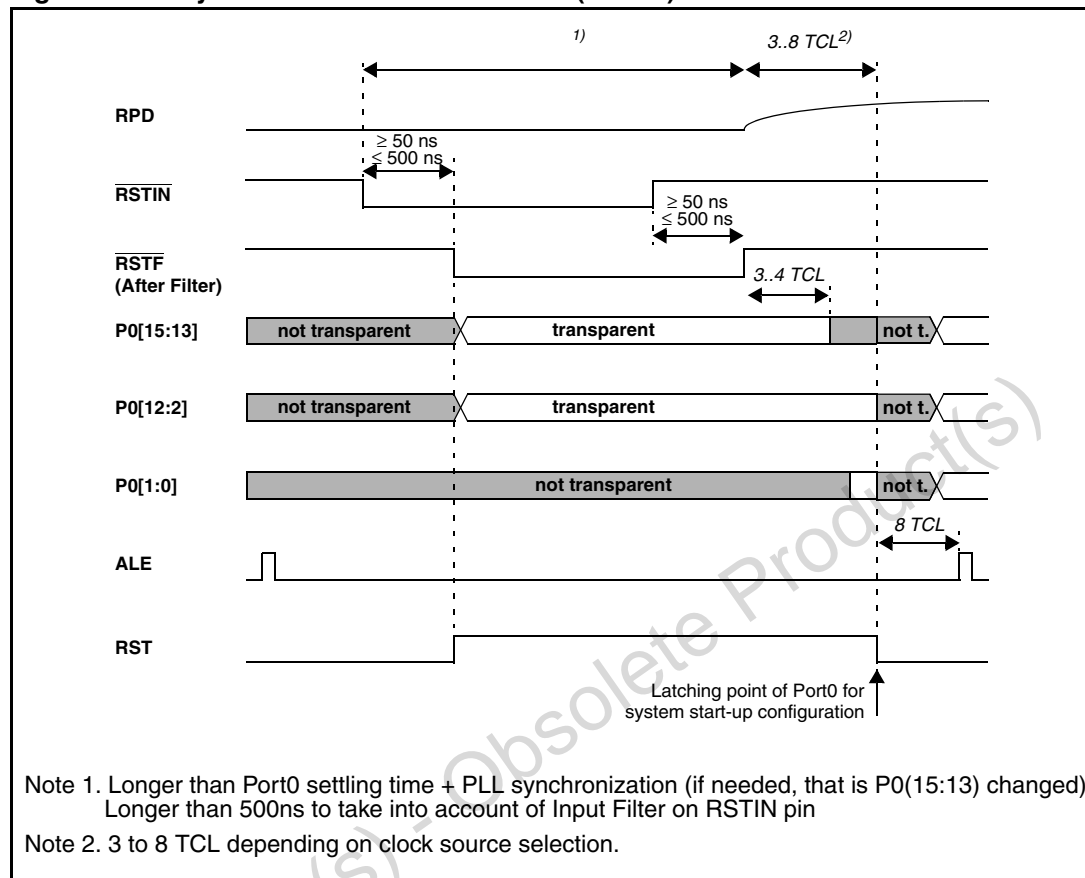 1)
3..8 TCL2)
RPD
≥ 50 ns
≤ 500 ns
RSTIN
≥ 50 ns
≤ 500 ns
RSTF
(After Filter)
3..4 TCL
P0[15:13]
not transparent
transparent
not t.
P0[12:2]
not transparent
transparent
not t.
P0[1:0]
not transparent
not t.
8 TCL
ALE
RST
Latching point of Port0 for
system start-up configuration
Note 1. Longer than Port0 settling time + PLL synchronization (if needed, that is P0(15:13) changed)
Longer than 500ns to take into account of Input Filter on RSTIN pin
Note 2. 3 to 8 TCL depending on clock source selection.
(s) - Obsolete Product(s)